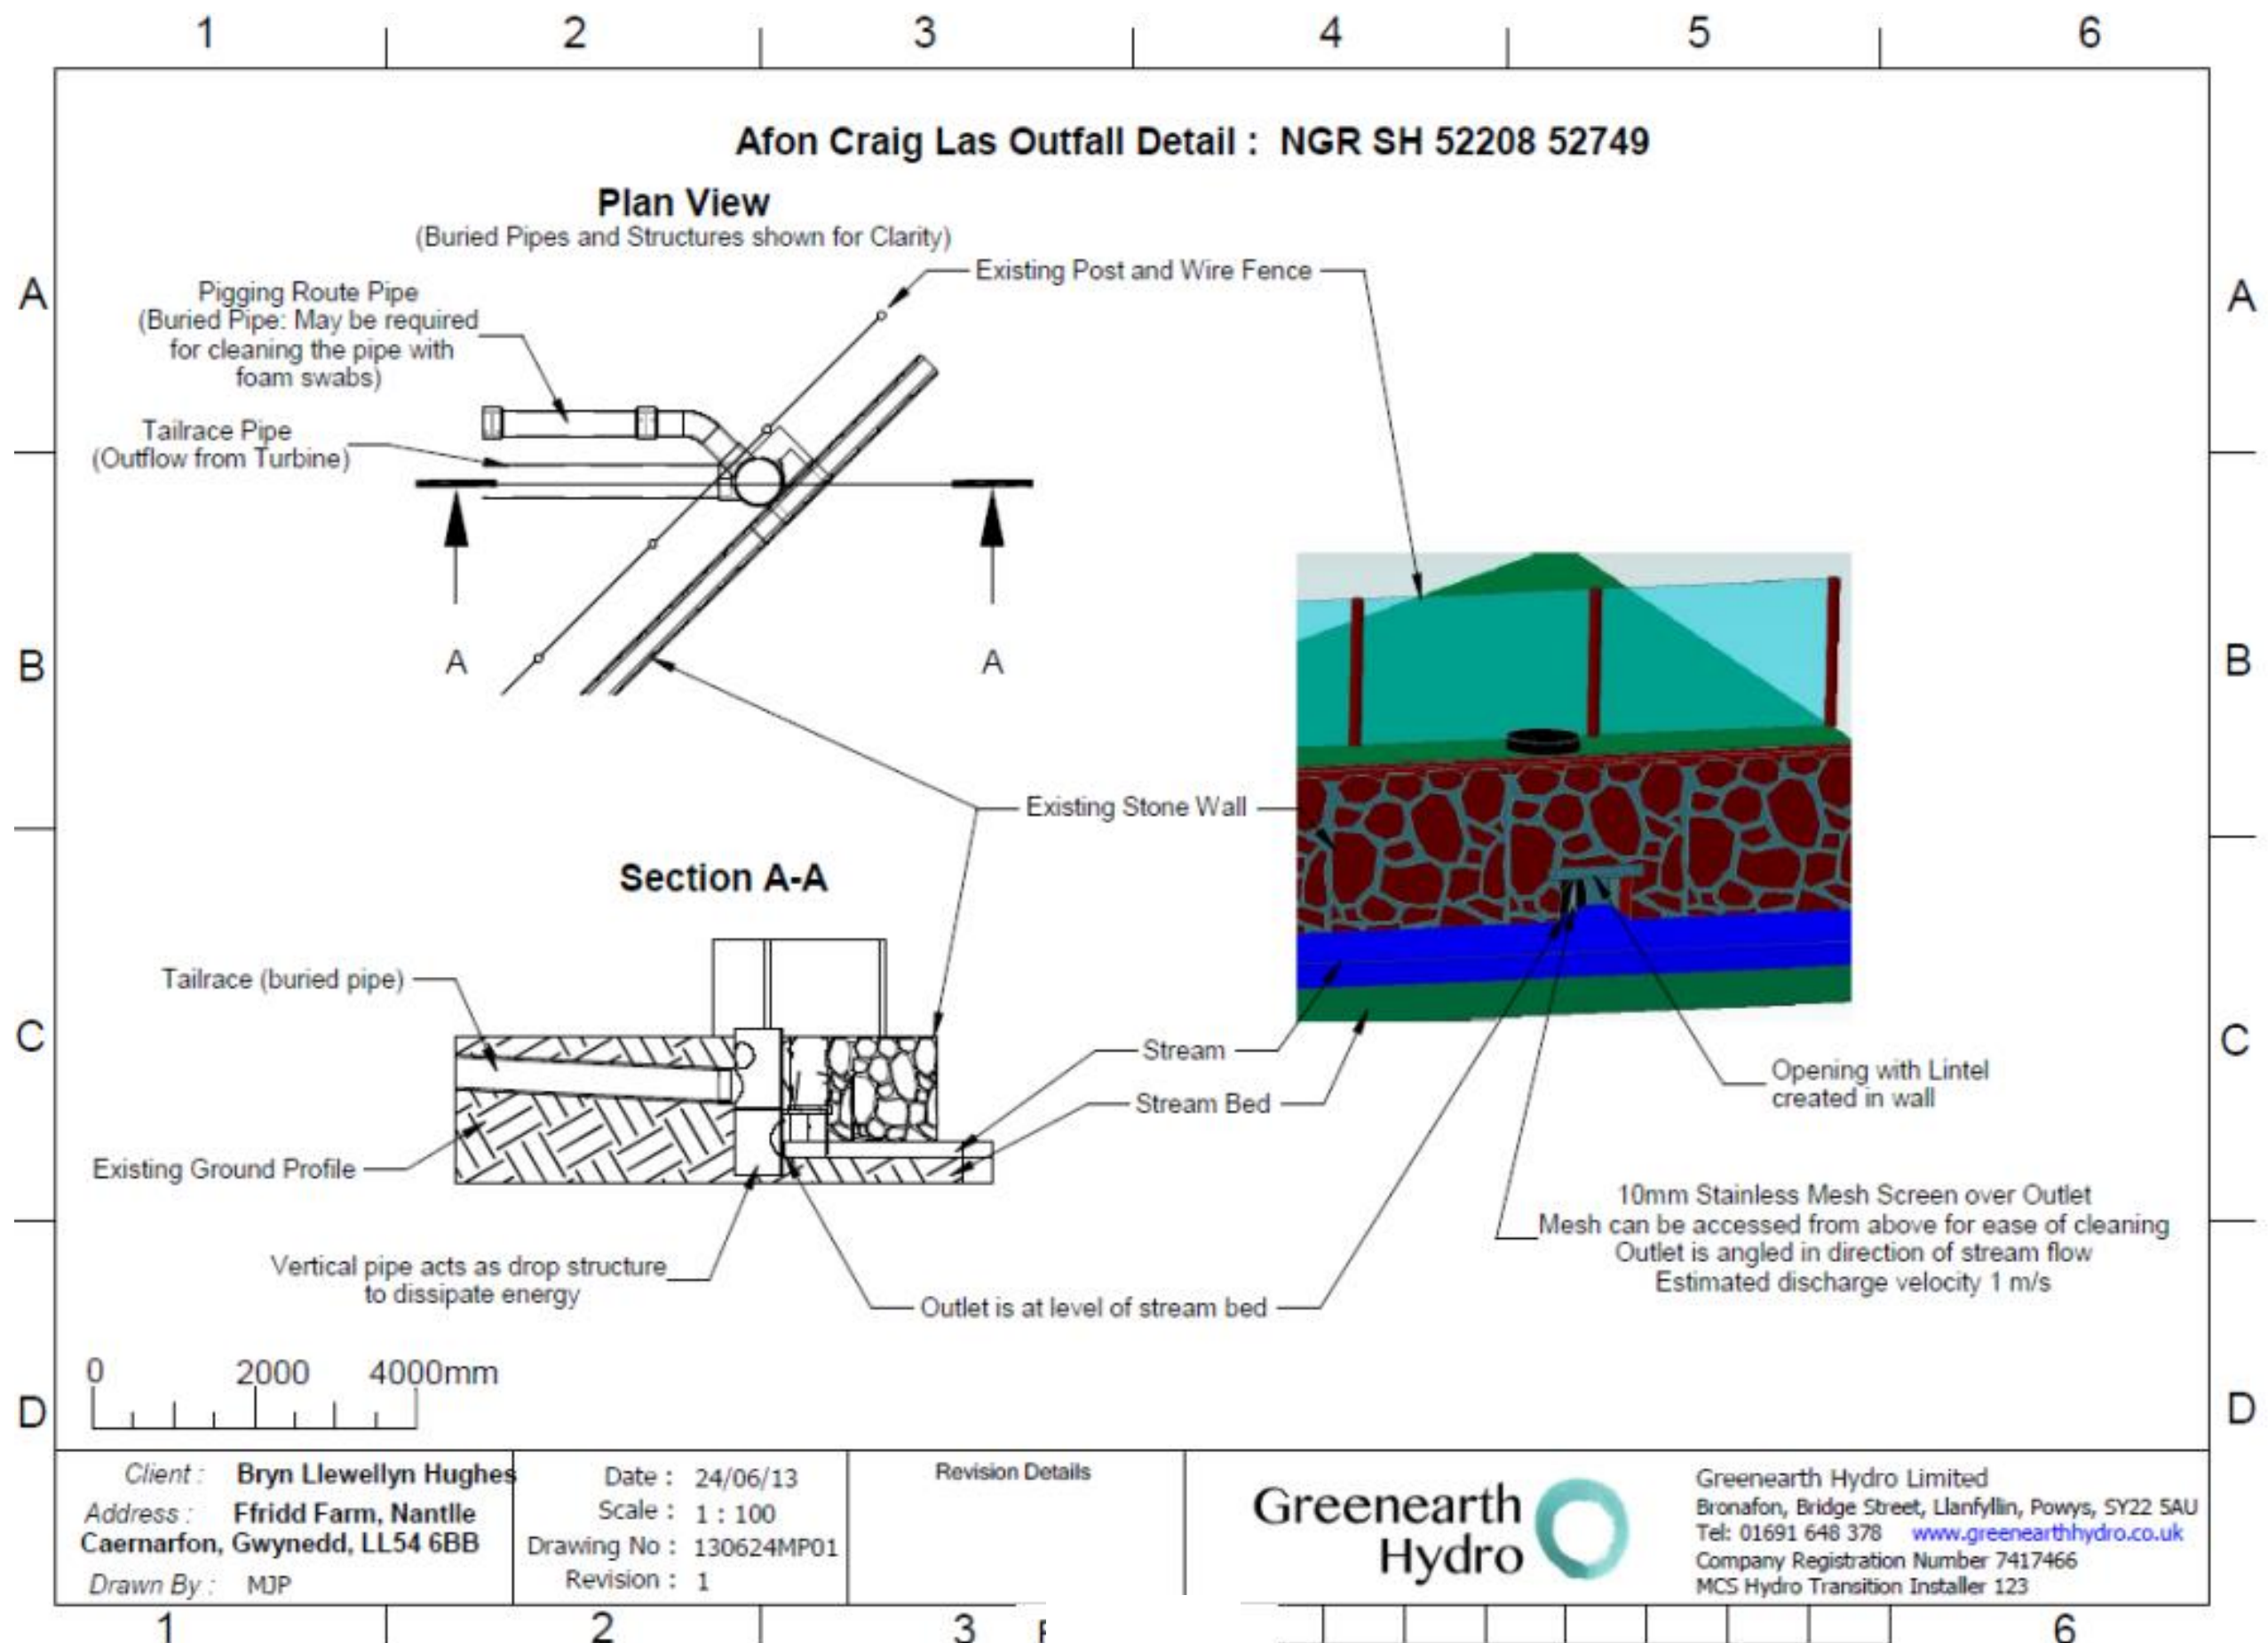 1 2 3 4 5 6
Afon Craig Las Outfall Detail : NGR SH 52208 52749
Plan View
(Buried Pipes and Structures shown for Clarity)
Existing Post and Wire Fence
A
A
Pigging Route Pipe
(Buried Pipe: May be required
for cleaning the pipe with
foam swabs)
Tailrace Pipe
(Outflow from Turbine)
A
A
B
B
Existing Stone Wall
Section A-A
Tailrace (buried pipe)
C
C
Stream
Stream Bed
Opening with Lintel
created in wall
Existing Ground Profile
10mm Stainless Mesh Screen over Outlet
Mesh can be accessed from above for ease of cleaning
Outlet is angled in direction of stream flow
Estimated discharge velocity 1 m/s
Vertical pipe acts as drop structure
to dissipate energy
Outlet is at level of stream bed
0 2000 4000mm
D
D
Client : Bryn Llewellyn Hughes
Address : Ffridd Farm, Nantlle
Caernarfon, Gwynedd, LL54 6BB
Drawn By : MJP
Date : 24/06/13
Scale : 1 : 100
Drawing No : 130624MP01
Revision : 1
Revision Details
Greenearth
Hydro
Greenearth Hydro Limited
Bronafon, Bridge Street, Llanfyllin, Powys, SY22 5AU
Tel: 01691 648 378 www.greenearthhydro.co.uk
Company Registration Number 7417466
MCS Hydro Transition Installer 123
1 2 3 6